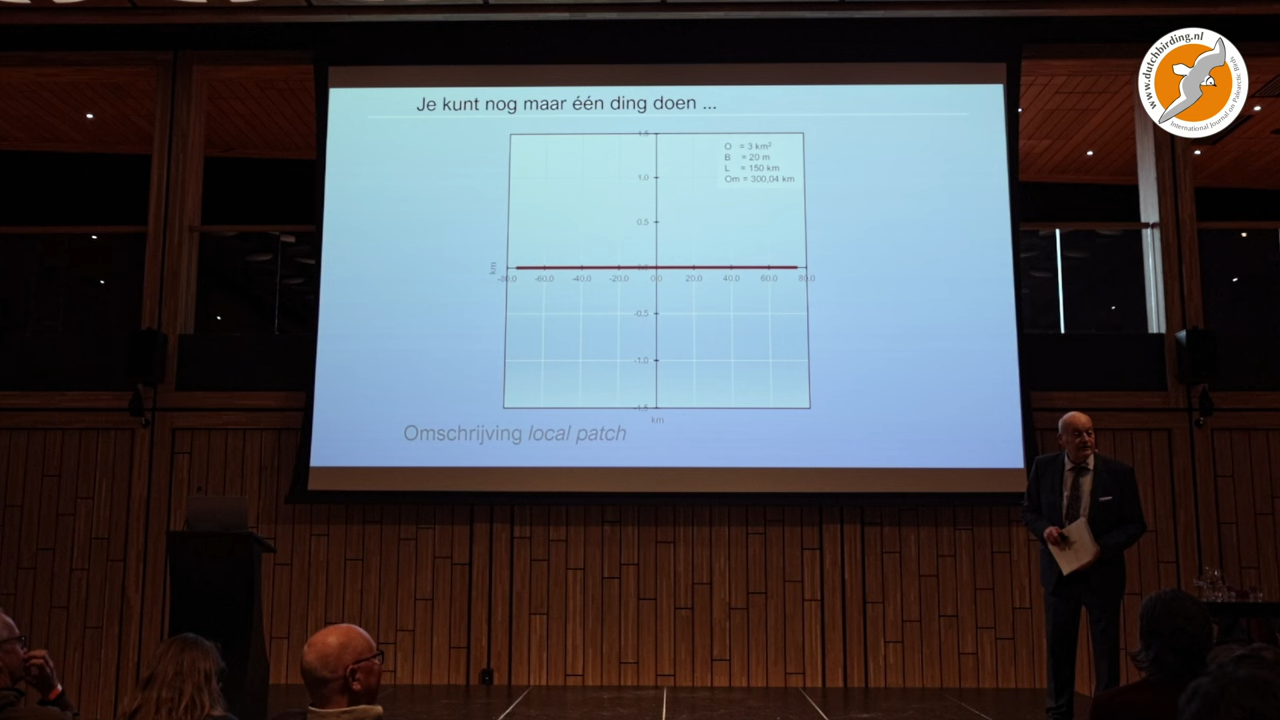 www.dutchbirding.nl
International Journal on Palearctic Birds
Je kunt nog maar één ding doen ...
O = 3 km²
B = 20 m
L = 150 km
Om = 300,04 km
1,5
1,0
0,5
km
-80,0 -60,0 -40,0 -20,0 0,0 20,0 40,0 60,0 80,0
-0,5
-1,0
-1,5
km
Omschrijving local patch